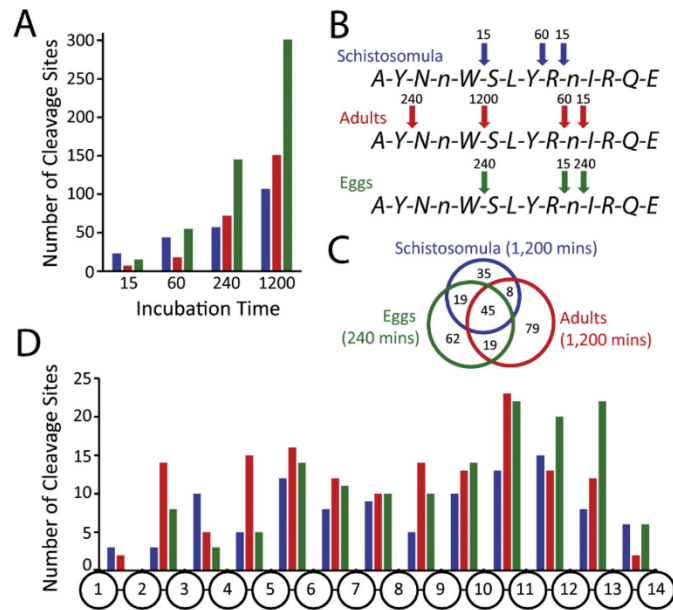 A
Number of Cleavage Sites
300
250
200
150
100
50
0
15 60 240 1200
Incubation Time
B
15 60 15
Schistosomula
A-Y-N-n-W-S-L-Y-R-n-I-R-Q-E
240 1200 60 15
Adults
A-Y-N-n-W-S-L-Y-R-n-I-R-Q-E
240 15 240
Eggs
A-Y-N-n-W-S-L-Y-R-n-I-R-Q-E
C
Schistosomula (1,200 mins)
35
19 8
45
Eggs
(240 mins)
62 19 79
Adults
(1,200 mins)
D
Number of Cleavage Sites
25
20
15
10
5
0
1 2 3 4 5 6 7 8 9 10 11 12 13 14